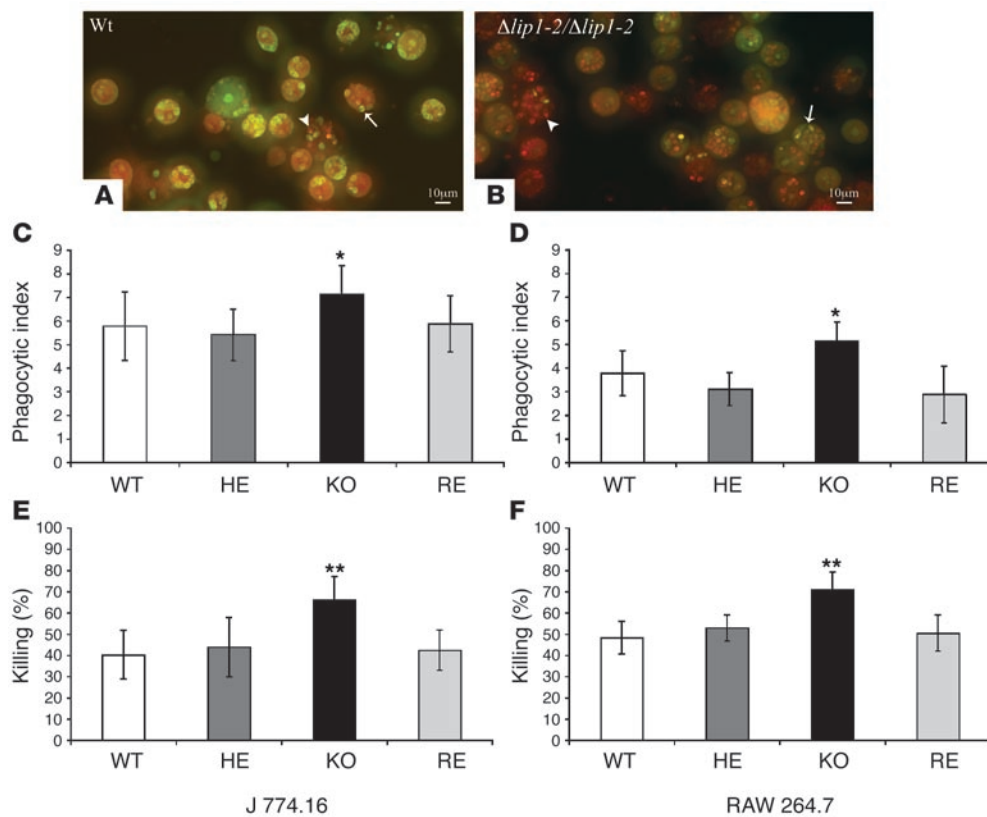 Wt
Δlip1-2/Δlip1-2
10μm
10μm
A
B
C
D
9
8
7
6
5
4
3
2
1
0
Phagocytic index
*
WT HE KO RE
9
8
7
6
5
4
3
2
1
0
Phagocytic index
*
WT HE KO RE
E
F
100
90
80
70
60
50
40
30
20
10
0
Killing (%)
**
WT HE KO RE
100
90
80
70
60
50
40
30
20
10
0
Killing (%)
**
WT HE KO RE
J 774.16
RAW 264.7